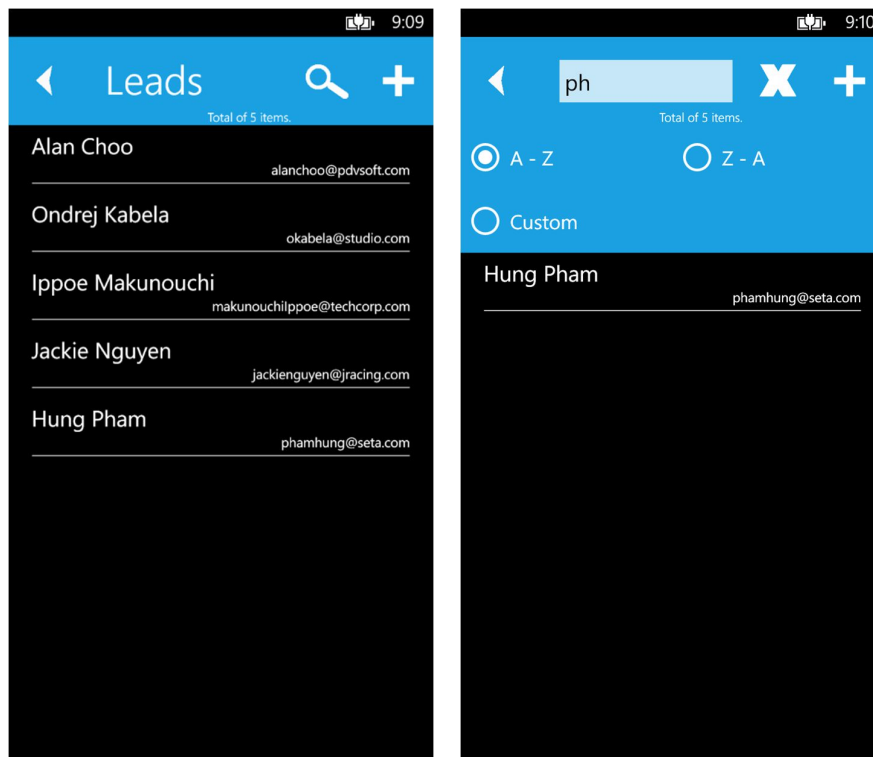 9:09
Leads
Total of 5 items.
Alan Choo
alanchoo@pdvsoft.com
Ondrej Kabela
okabela@studio.com
Ippoe Makunouchi
makunouchiIppoe@techcorp.com
Jackie Nguyen
jackienguyen@jracing.com
Hung Pham
phamhung@seta.com
9:10
ph
Total of 5 items.
A - Z
Z - A
Custom
Hung Pham
phamhung@seta.com